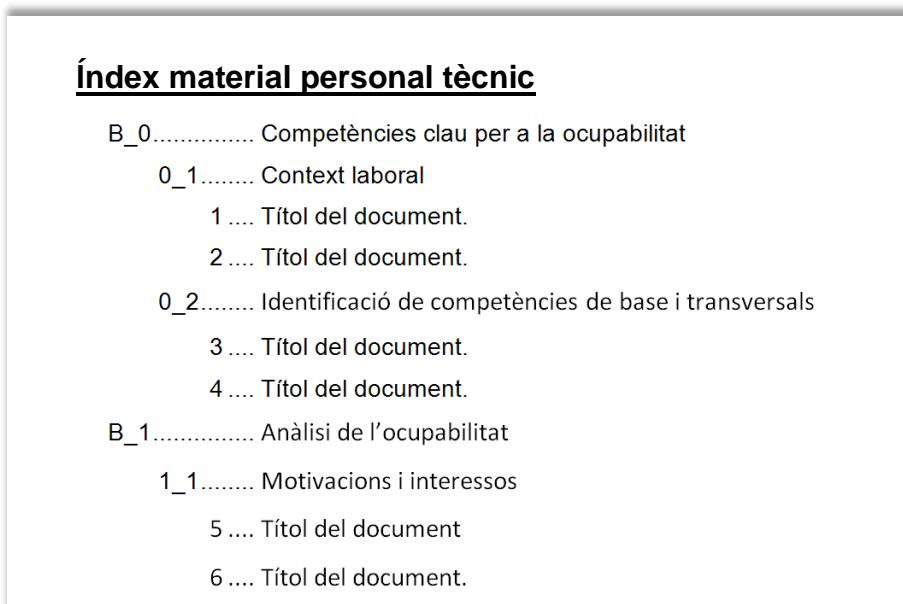 Índex material personal tècnic
B_0............... Competències clau per a la ocupabilitat
0_1........ Context laboral
1 .... Títol del document.
2 .... Títol del document.
0_2........ Identificació de competències de base i transversals
3 .... Títol del document.
4 .... Títol del document.
B_1............... Anàlisi de l’ocupabilitat
1_1........ Motivacions i interessos
5 .... Títol del document
6 .... Títol del document.